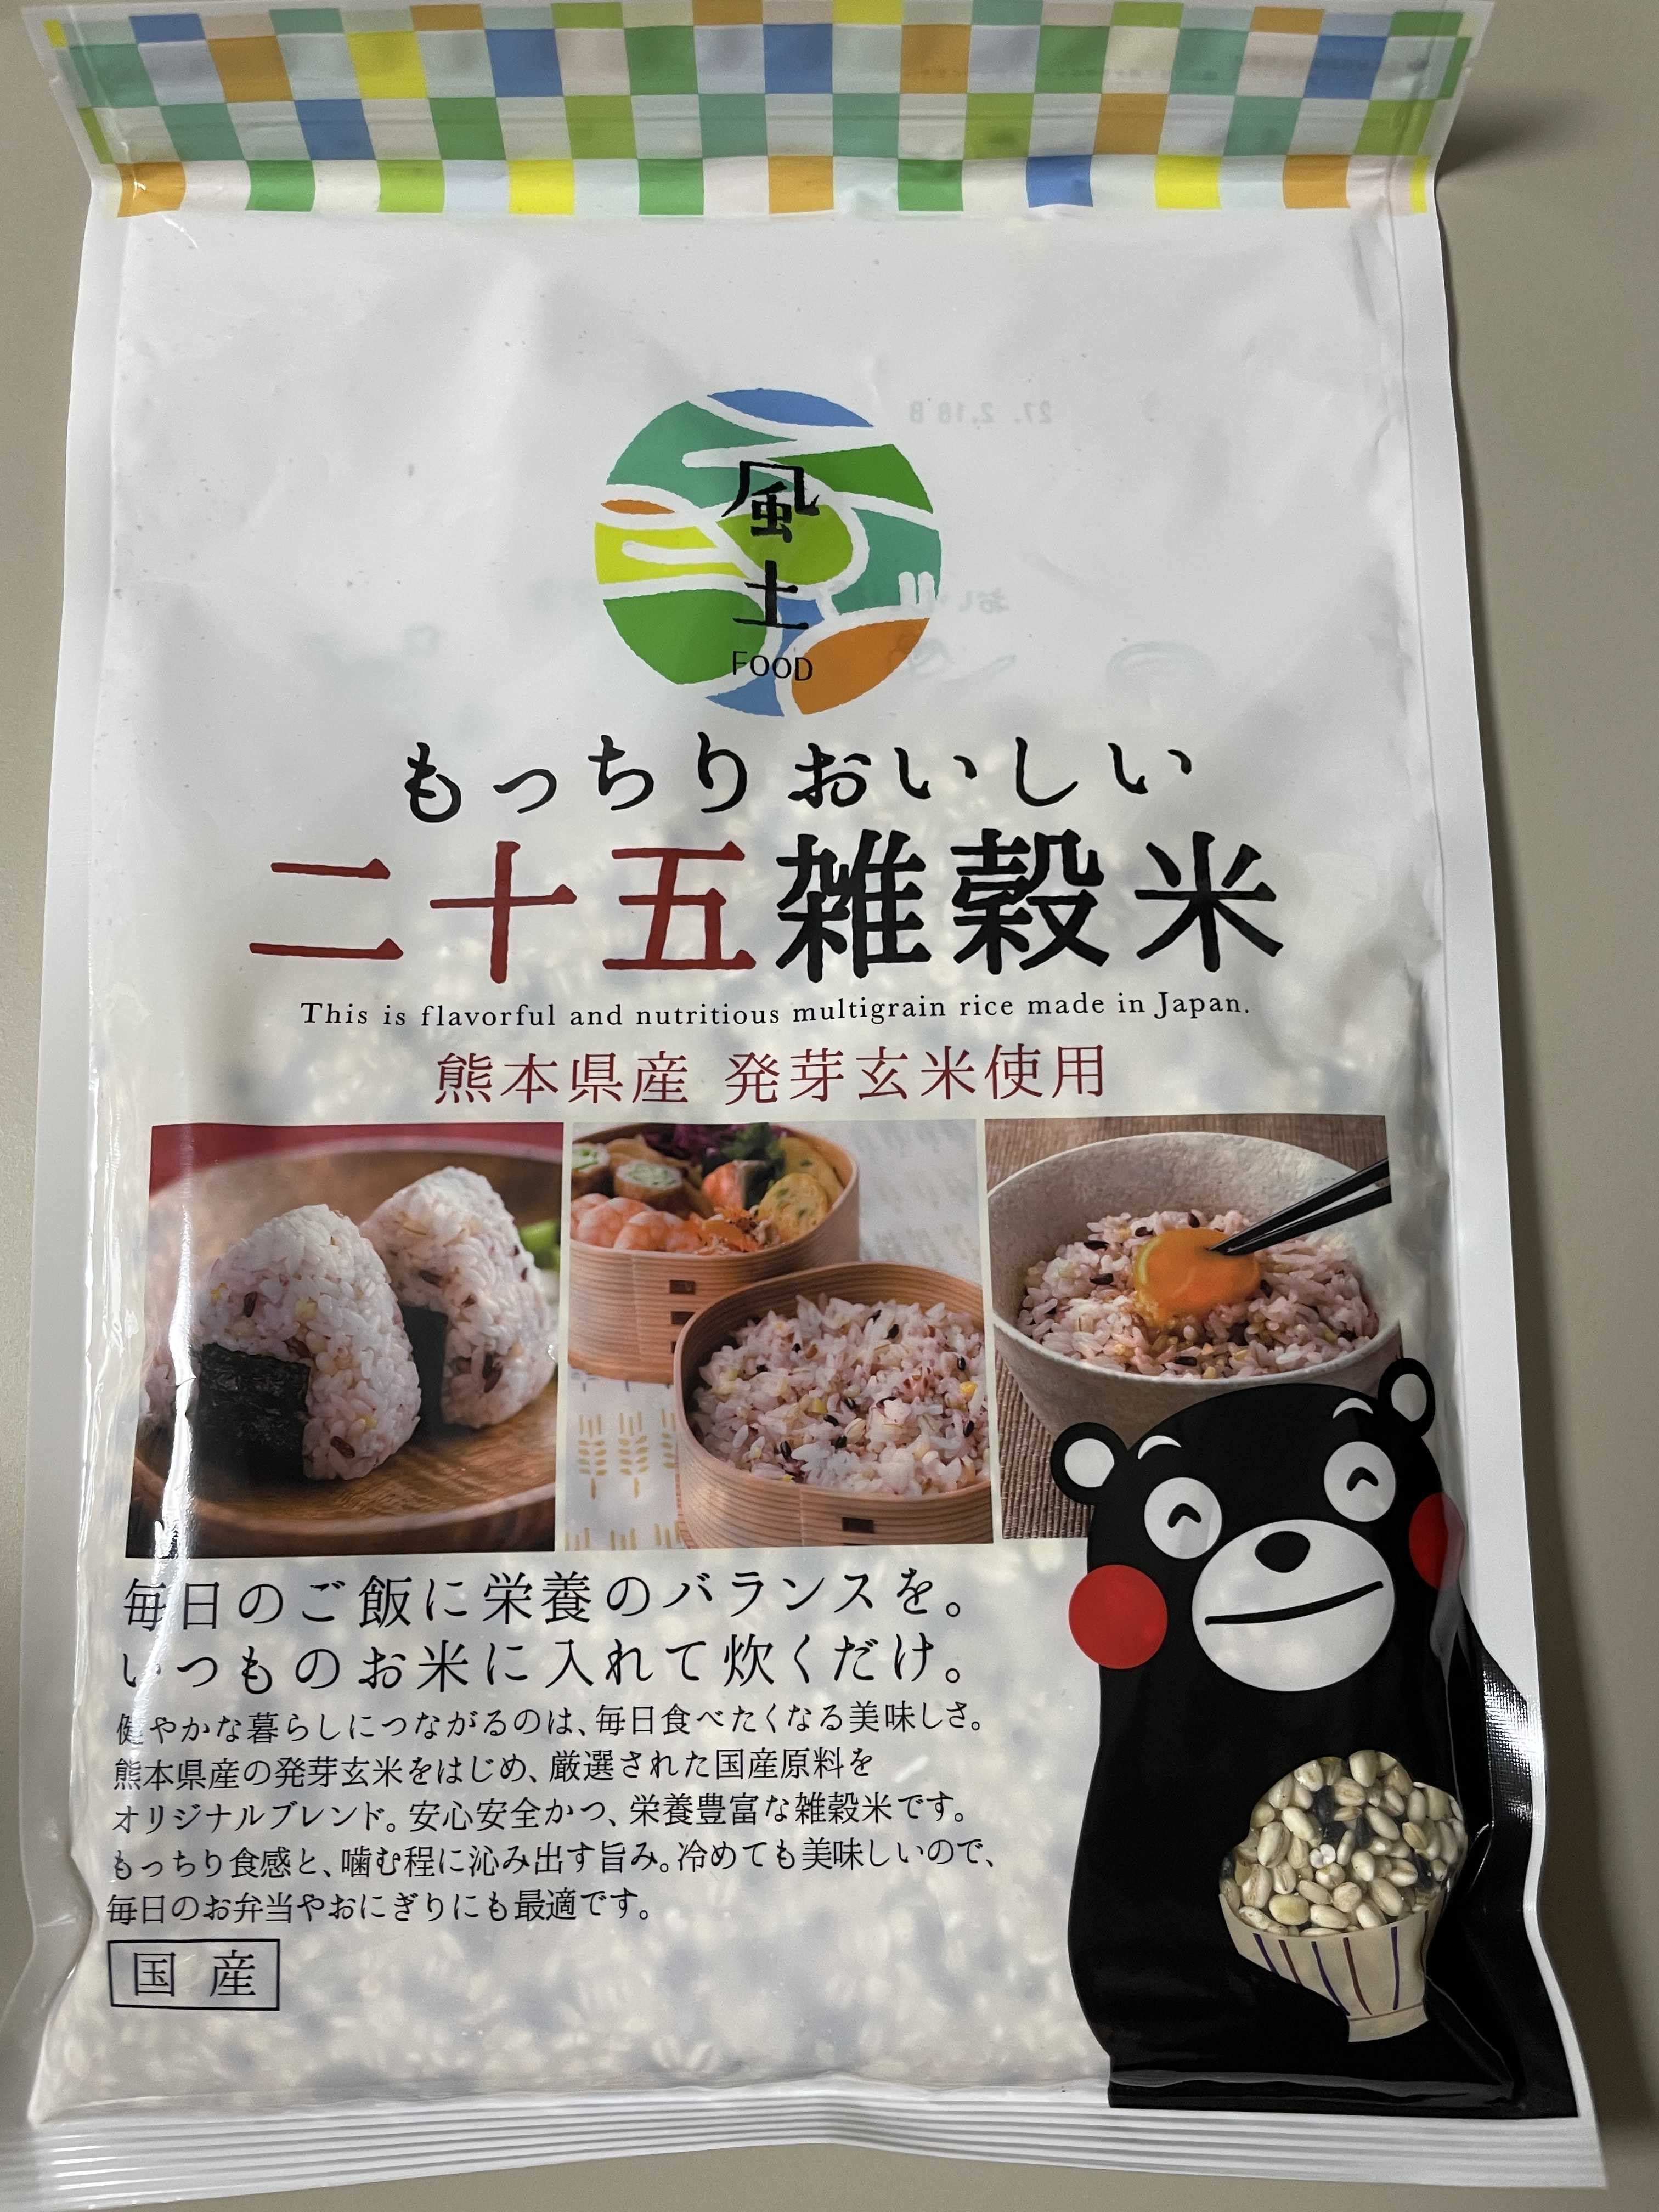 風土
FOOD
もっちりおいしい
二十五雑穀米
This is flavorful and nutritious multigrain rice made in Japan.
熊本県産 発芽玄米使用
毎日のご飯に栄養のバランスを。
いつものお米に入れて炊くだけ。
健やかな暮らしにつながるのは、毎日食べたくなる美味しさ。
熊本県産の発芽玄米をはじめ、厳選された国産原料を
オリジナルブレンド。安心安全かつ、栄養豊富な雑穀米です。
もっちり食感と、噛む程に沁み出す旨み。冷めても美味しいので、
毎日のお弁当やおにぎりにも最適です。
国産